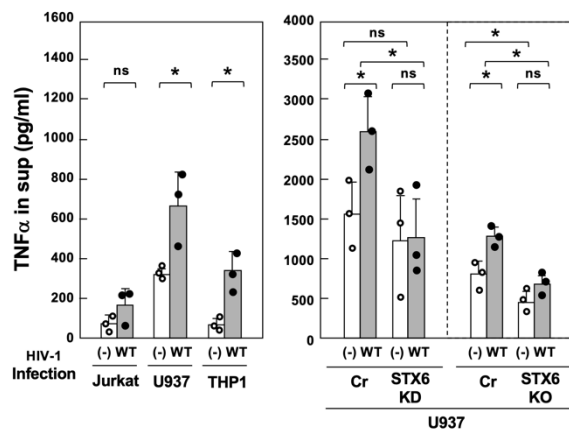 TNFα in sup (pg/ml)
1600
1400
1200
1000
800
600
400
200
0
ns
*
*
HIV-1
Infection
(-) WT (-) WT (-) WT
Jurkat U937 THP1
4000
3500
3000
2500
2000
1500
1000
500
0
ns
*
*
ns
*
*
*
ns
(-) WT (-) WT (-) WT (-) WT
Cr STX6 Cr STX6
KD KO
U937